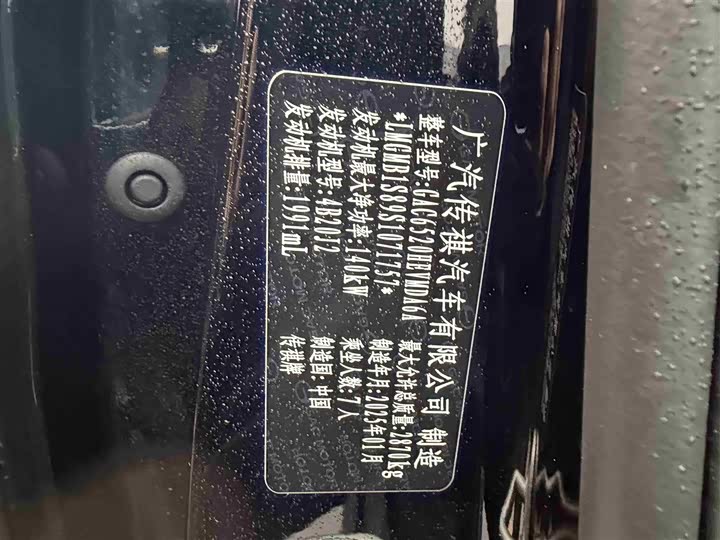 广汽传祺汽车有限公司 制造
整车型号:GAC6520HEVMDA6A 最大允许总质量:2870kg
*LMGMB1S89S1071757* 制造年月:2025年01月
发动机最大净功率:140kW 乘坐人数:7人
发动机型号:4B20J2 制造国:中国
发动机排量:1991mL 传祺牌